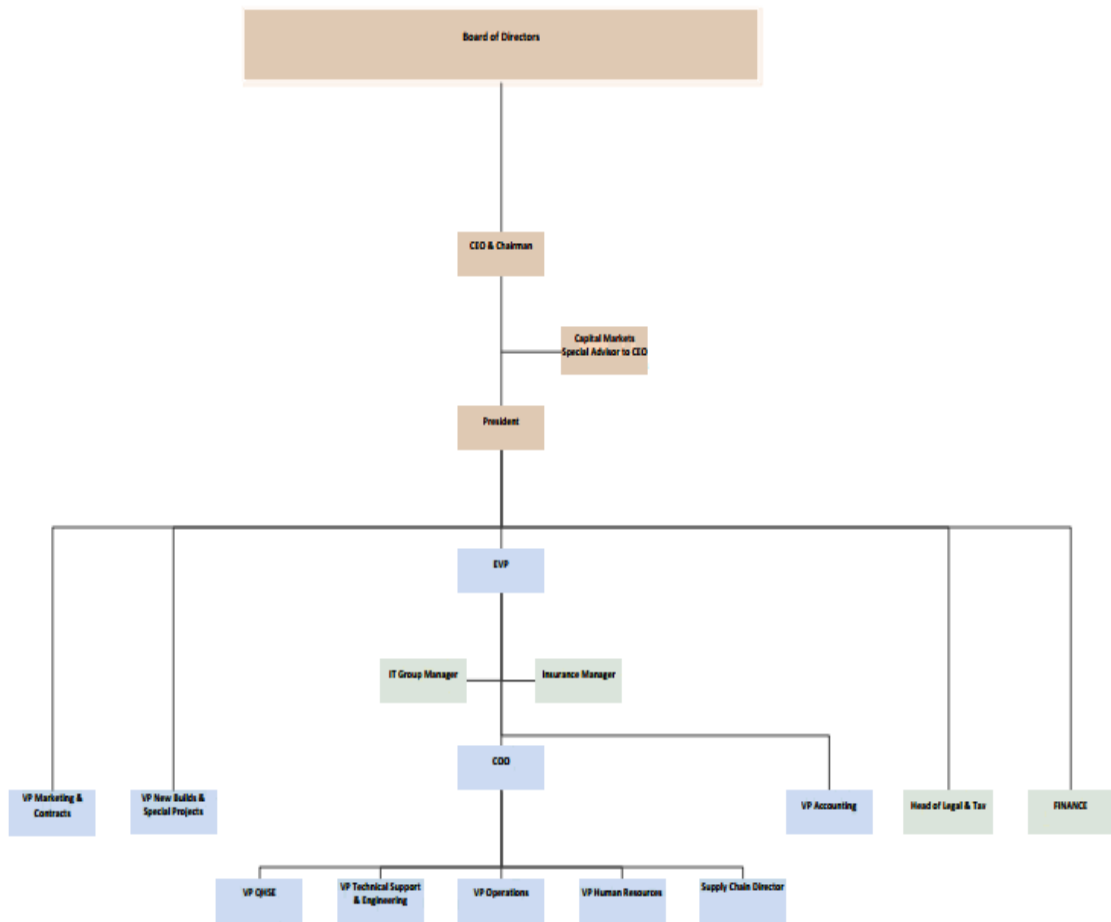 Board of Directors
CEO & Chairman
Capital Markets
Special Advisor to CEO
President
EVP
IT Group Manager
Insurance Manager
COO
VP Marketing &
Contracts
VP New Builds &
Special Projects
VP Accounting
Head of Legal & Tax
FINANCE
VP QHSE
VP Technical Support
& Engineering
VP Operations
VP Human Resources
Supply Chain Director